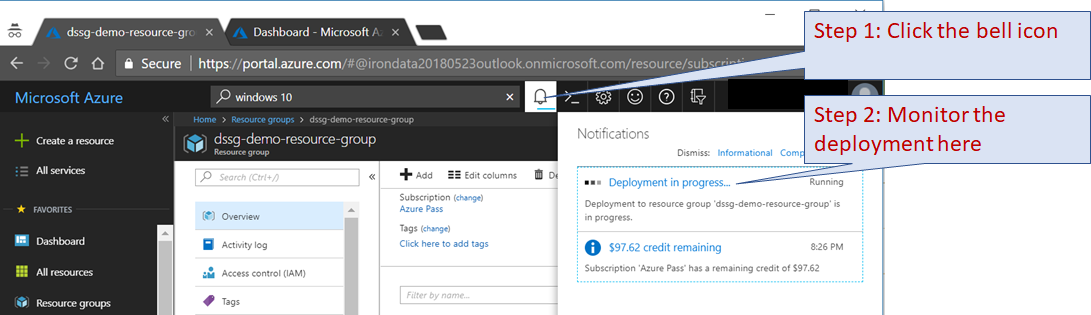 dssg-demo-resource-gro
Dashboard - Microsoft A
Step 1: Click the bell icon
Secure
https://portal.azure.com/#@irondata20180523outlook.onmicrosoft.com/resource/subscrip
Microsoft Azure
windows 10
Step 2: Monitor the
deployment here
Create a resource
All services
FAVORITES
Dashboard
All resources
Resource groups
Home > Resource groups > dssg-demo-resource-group
dssg-demo-resource-group
Resource group
Search (Ctrl+/)
Overview
Activity log
Access control (IAM)
Tags
Add
Edit columns
De
Subscription (change)
Azure Pass
Tags (change)
Click here to add tags
Filter by name...
Notifications
Dismiss: Informational Comp
Deployment in progress...
Running
Deployment to resource group 'dssg-demo-resource-group' is
in progress.
$97.62 credit remaining
8:26 PM
Subscription 'Azure Pass' has a remaining credit of $97.62